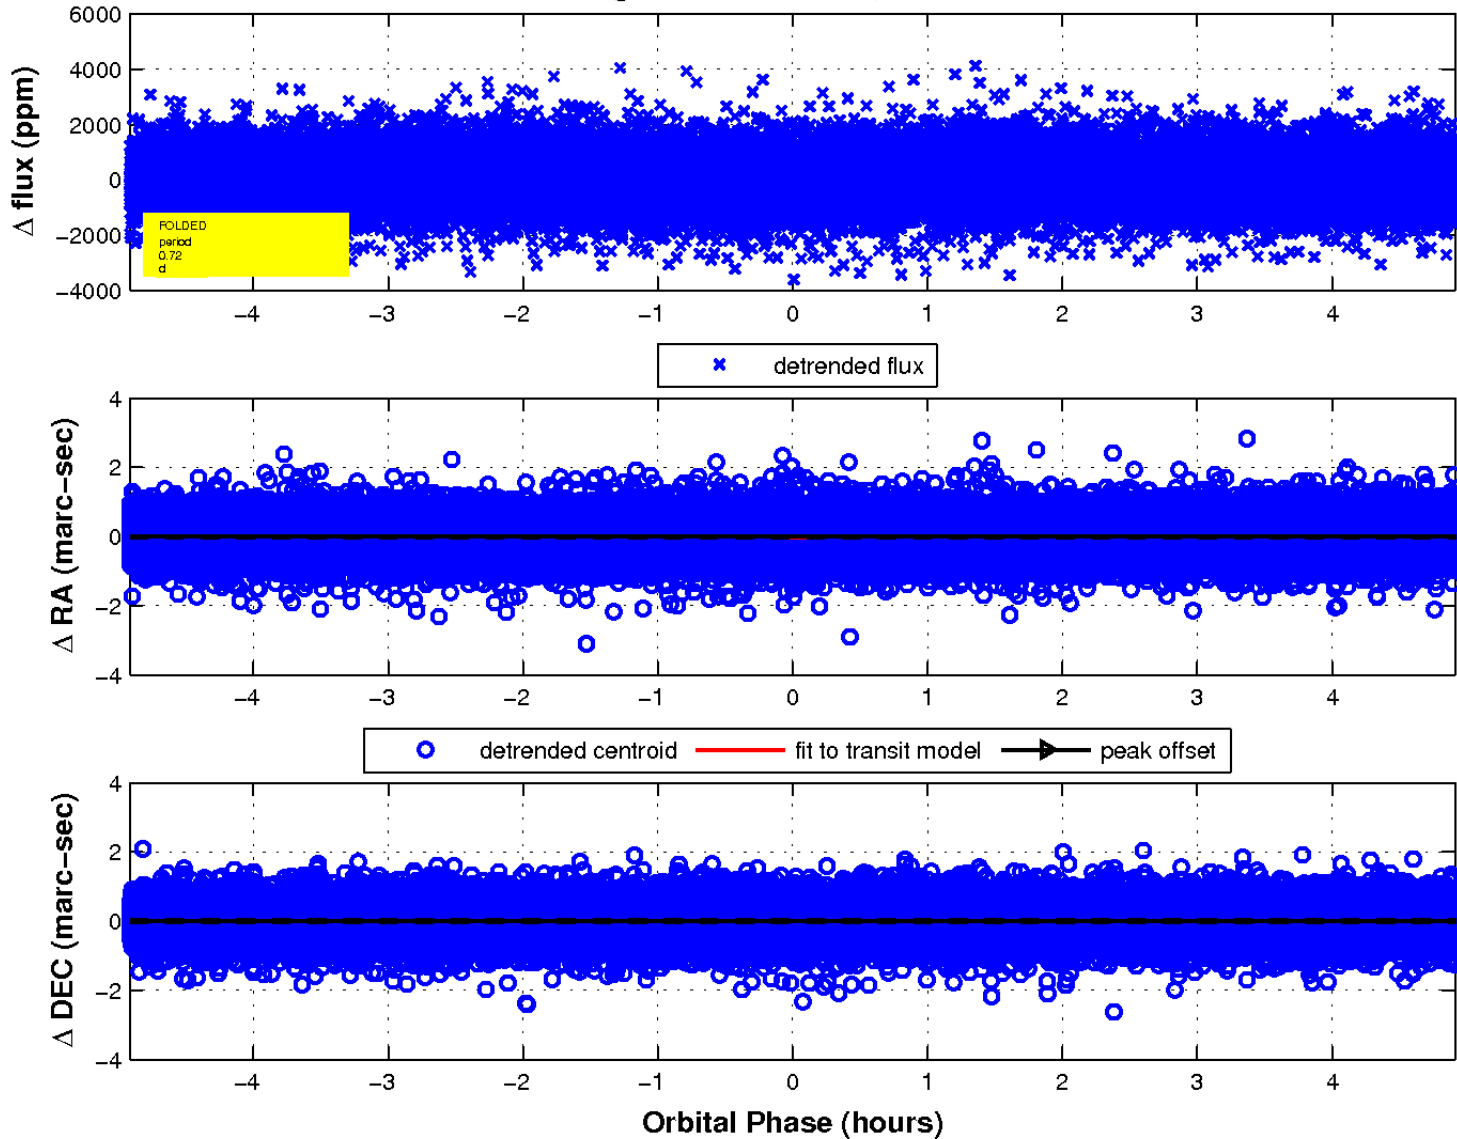 6000
4000
2000
0
−2000
−4000
Δ flux (ppm)
FOLDED
period
0.72
d
−4 −3 −2 −1 0 1 2 3 4
detrended flux
4
2
0
−2
−4
Δ RA (marc−sec)
−4 −3 −2 −1 0 1 2 3 4
detrended centroid fit to transit model peak offset
4
2
0
−2
−4
Δ DEC (marc−sec)
−4 −3 −2 −1 0 1 2 3 4
Orbital Phase (hours)